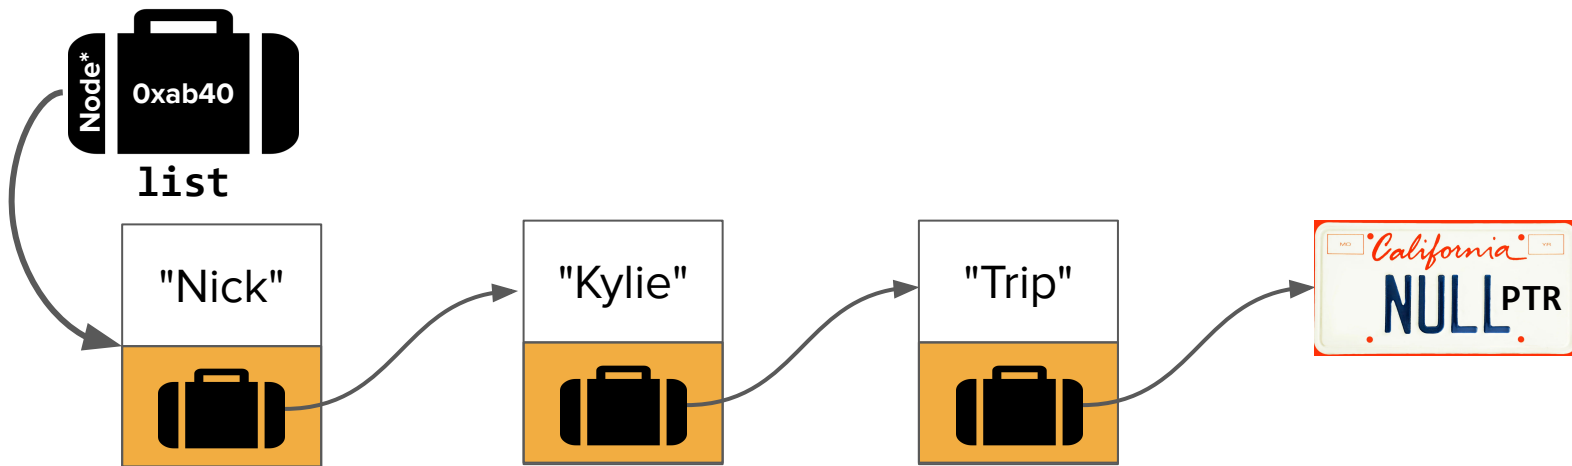 Node*
0xab40
list
"Nick"
"Kylie"
"Trip"
California
NULL
PTR